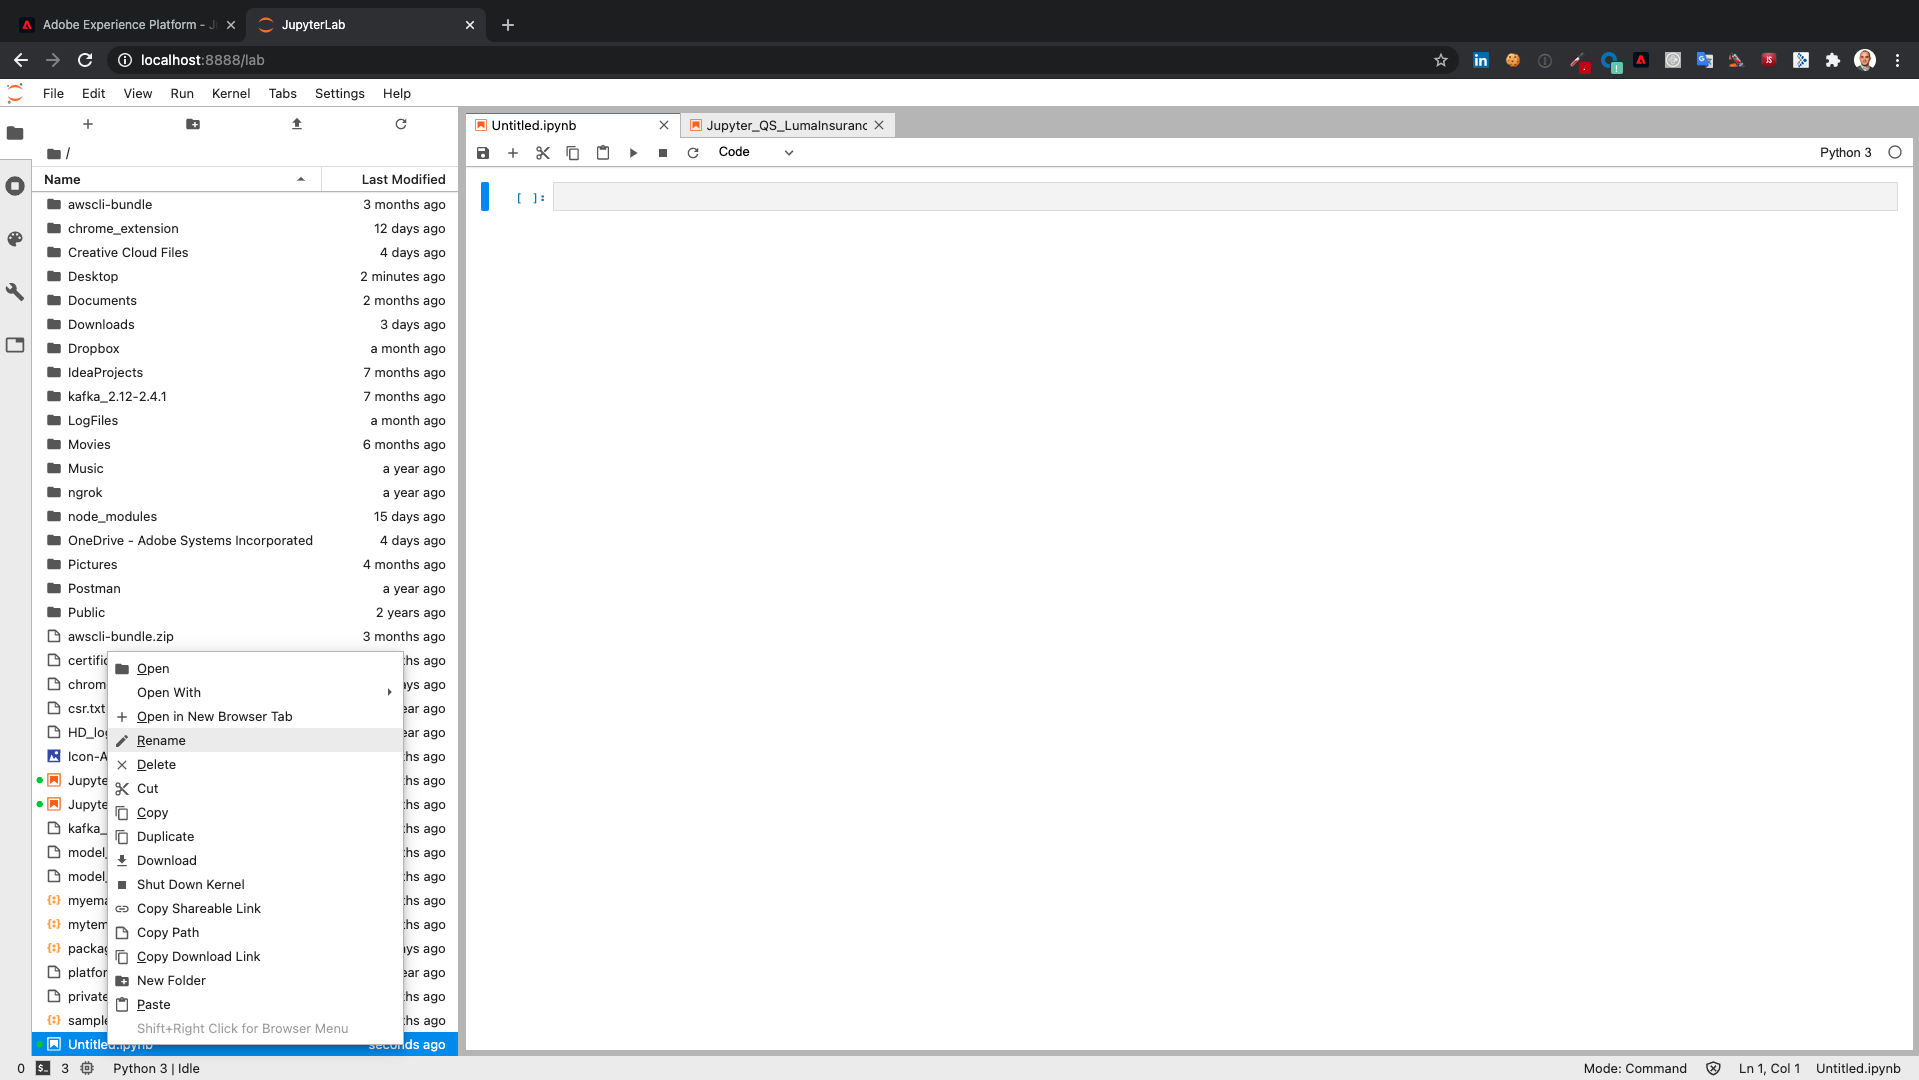 Adobe Experience Platform - J
JupyterLab
localhost:8888/lab
File Edit View Run Kernel Tabs Settings Help
/
Name Last Modified
awscli-bundle 3 months ago
chrome_extension 12 days ago
Creative Cloud Files 4 days ago
Desktop 2 minutes ago
Documents 2 months ago
Downloads 3 days ago
Dropbox a month ago
IdeaProjects 7 months ago
kafka_2.12-2.4.1 7 months ago
LogFiles a month ago
Movies 6 months ago
Music a year ago
ngrok a year ago
node_modules 15 days ago
OneDrive - Adobe Systems Incorporated 4 days ago
Pictures 4 months ago
Postman a year ago
Public 2 years ago
awscli-bundle.zip 3 months ago
certific ths ago
chrom ays ago
csr.txt ear ago
HD_log ear ago
Icon-A ths ago
Jupyte ths ago
Jupyte ths ago
kafka_ ths ago
model_ ths ago
model_ ths ago
myema ths ago
mytem ths ago
packag ays ago
platfor ear ago
private ths ago
sample ths ago
Untitled.ipynb seconds ago
Open
Open With
Open in New Browser Tab
Rename
Delete
Cut
Copy
Duplicate
Download
Shut Down Kernel
Copy Shareable Link
Copy Path
Copy Download Link
New Folder
Paste
Shift+Right Click for Browser Menu
Untitled.ipynb
Jupyter_QS_LumaInsuranc
Code
Python 3
[ ]:
0 3 Python 3 | Idle
Mode: Command Ln 1, Col 1 Untitled.ipynb